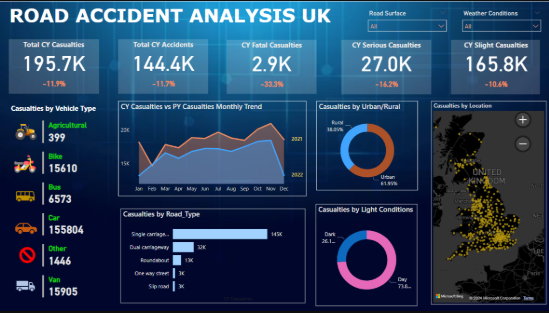 ROAD ACCIDENT ANALYSIS UK
Road Surface
All
Weather Conditions
All
Total CY Casualties
195.7K
-11.9%
Total CY Accidents
144.4K
-11.7%
CY Fatal Casualties
2.9K
-33.3%
CY Serious Casualties
27.0K
-16.2%
CY Slight Casualties
165.8K
-10.6%
Casualties by Vehicle Type
Agricultural
399
Bike
15610
Bus
6573
Car
155804
Other
1446
Van
15905
CY Casualties vs PY Casualties Monthly Trend
20K
15K
2021
2022
Jan Feb Mar Apr May Jun Jul Aug Sep Oct Nov Dec
Casualties by Road_Type
Single carriage...
145K
Dual carriageway
32K
Roundabout
13K
One way street
3K
Slip road
3K
Casualties by Urban/Rural
Rural
38.05%
Urban
61.95%
Casualties by Light Conditions
Dark
26.1...
Day
73.8...
Casualties by Location
UNITED
KINGDOM
Microsoft Bing
© 2024 Microsoft Corporation Terms